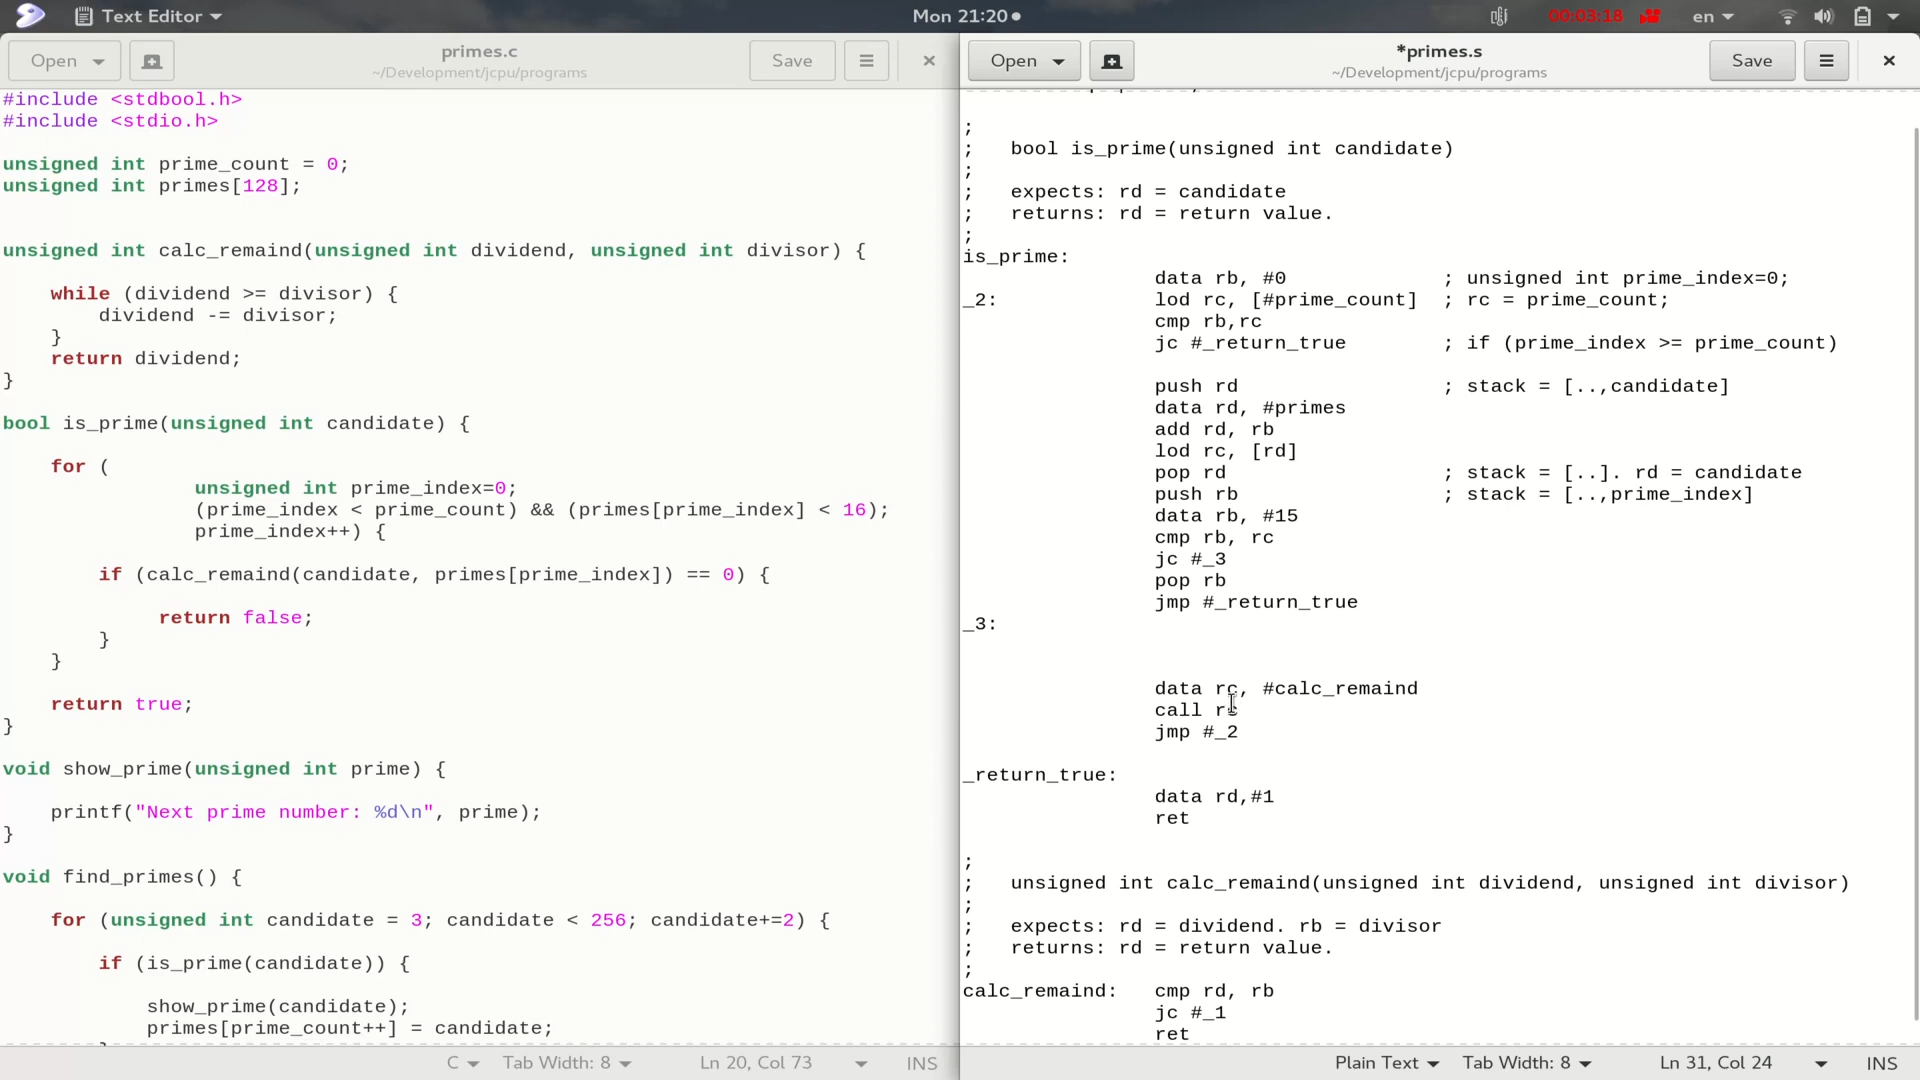 Text Editor
Mon 21:20
00:03:18
en
Open
primes.c
~/Development/jcpu/programs
Save
#include <stdbool.h>
#include <stdio.h>
unsigned int prime_count = 0;
unsigned int primes[128];
unsigned int calc_remaind(unsigned int dividend, unsigned int divisor) {
while (dividend >= divisor) {
dividend -= divisor;
}
return dividend;
}
bool is_prime(unsigned int candidate) {
for (
unsigned int prime_index=0;
(prime_index < prime_count) && (primes[prime_index] < 16);
prime_index++) {
if (calc_remaind(candidate, primes[prime_index]) == 0) {
return false;
}
}
return true;
}
void show_prime(unsigned int prime) {
printf("Next prime number: %d\n", prime);
}
void find_primes() {
for (unsigned int candidate = 3; candidate < 256; candidate+=2) {
if (is_prime(candidate)) {
show_prime(candidate);
primes[prime_count++] = candidate;
C
Tab Width: 8
Ln 20, Col 73
INS
Open
*primes.s
~/Development/jcpu/programs
Save
;
; bool is_prime(unsigned int candidate)
;
; expects: rd = candidate
; returns: rd = return value.
;
is_prime:
data rb, #0 ; unsigned int prime_index=0;
_2: lod rc, [#prime_count] ; rc = prime_count;
cmp rb,rc
jc #_return_true ; if (prime_index >= prime_count)
push rd ; stack = [..,candidate]
data rd, #primes
add rd, rb
lod rc, [rd]
pop rd ; stack = [..]. rd = candidate
push rb ; stack = [..,prime_index]
data rb, #15
cmp rb, rc
jc #_3
pop rb
jmp #_return_true
_3:
data rc, #calc_remaind
call rc
jmp #_2
_return_true:
data rd,#1
ret
;
; unsigned int calc_remaind(unsigned int dividend, unsigned int divisor)
;
; expects: rd = dividend. rb = divisor
; returns: rd = return value.
;
calc_remaind: cmp rd, rb
jc #_1
ret
Plain Text
Tab Width: 8
Ln 31, Col 24
INS